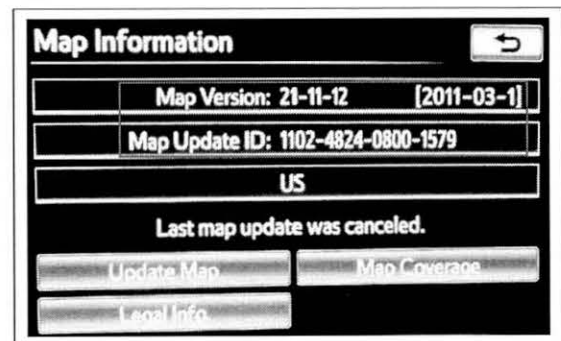 Map Information
Map Version: 21-11-12 [2011-03-1]
Map Update ID: 1102-4824-0800-1579
US
Last map update was canceled.
Update Map Map Coverage
Legal Info.